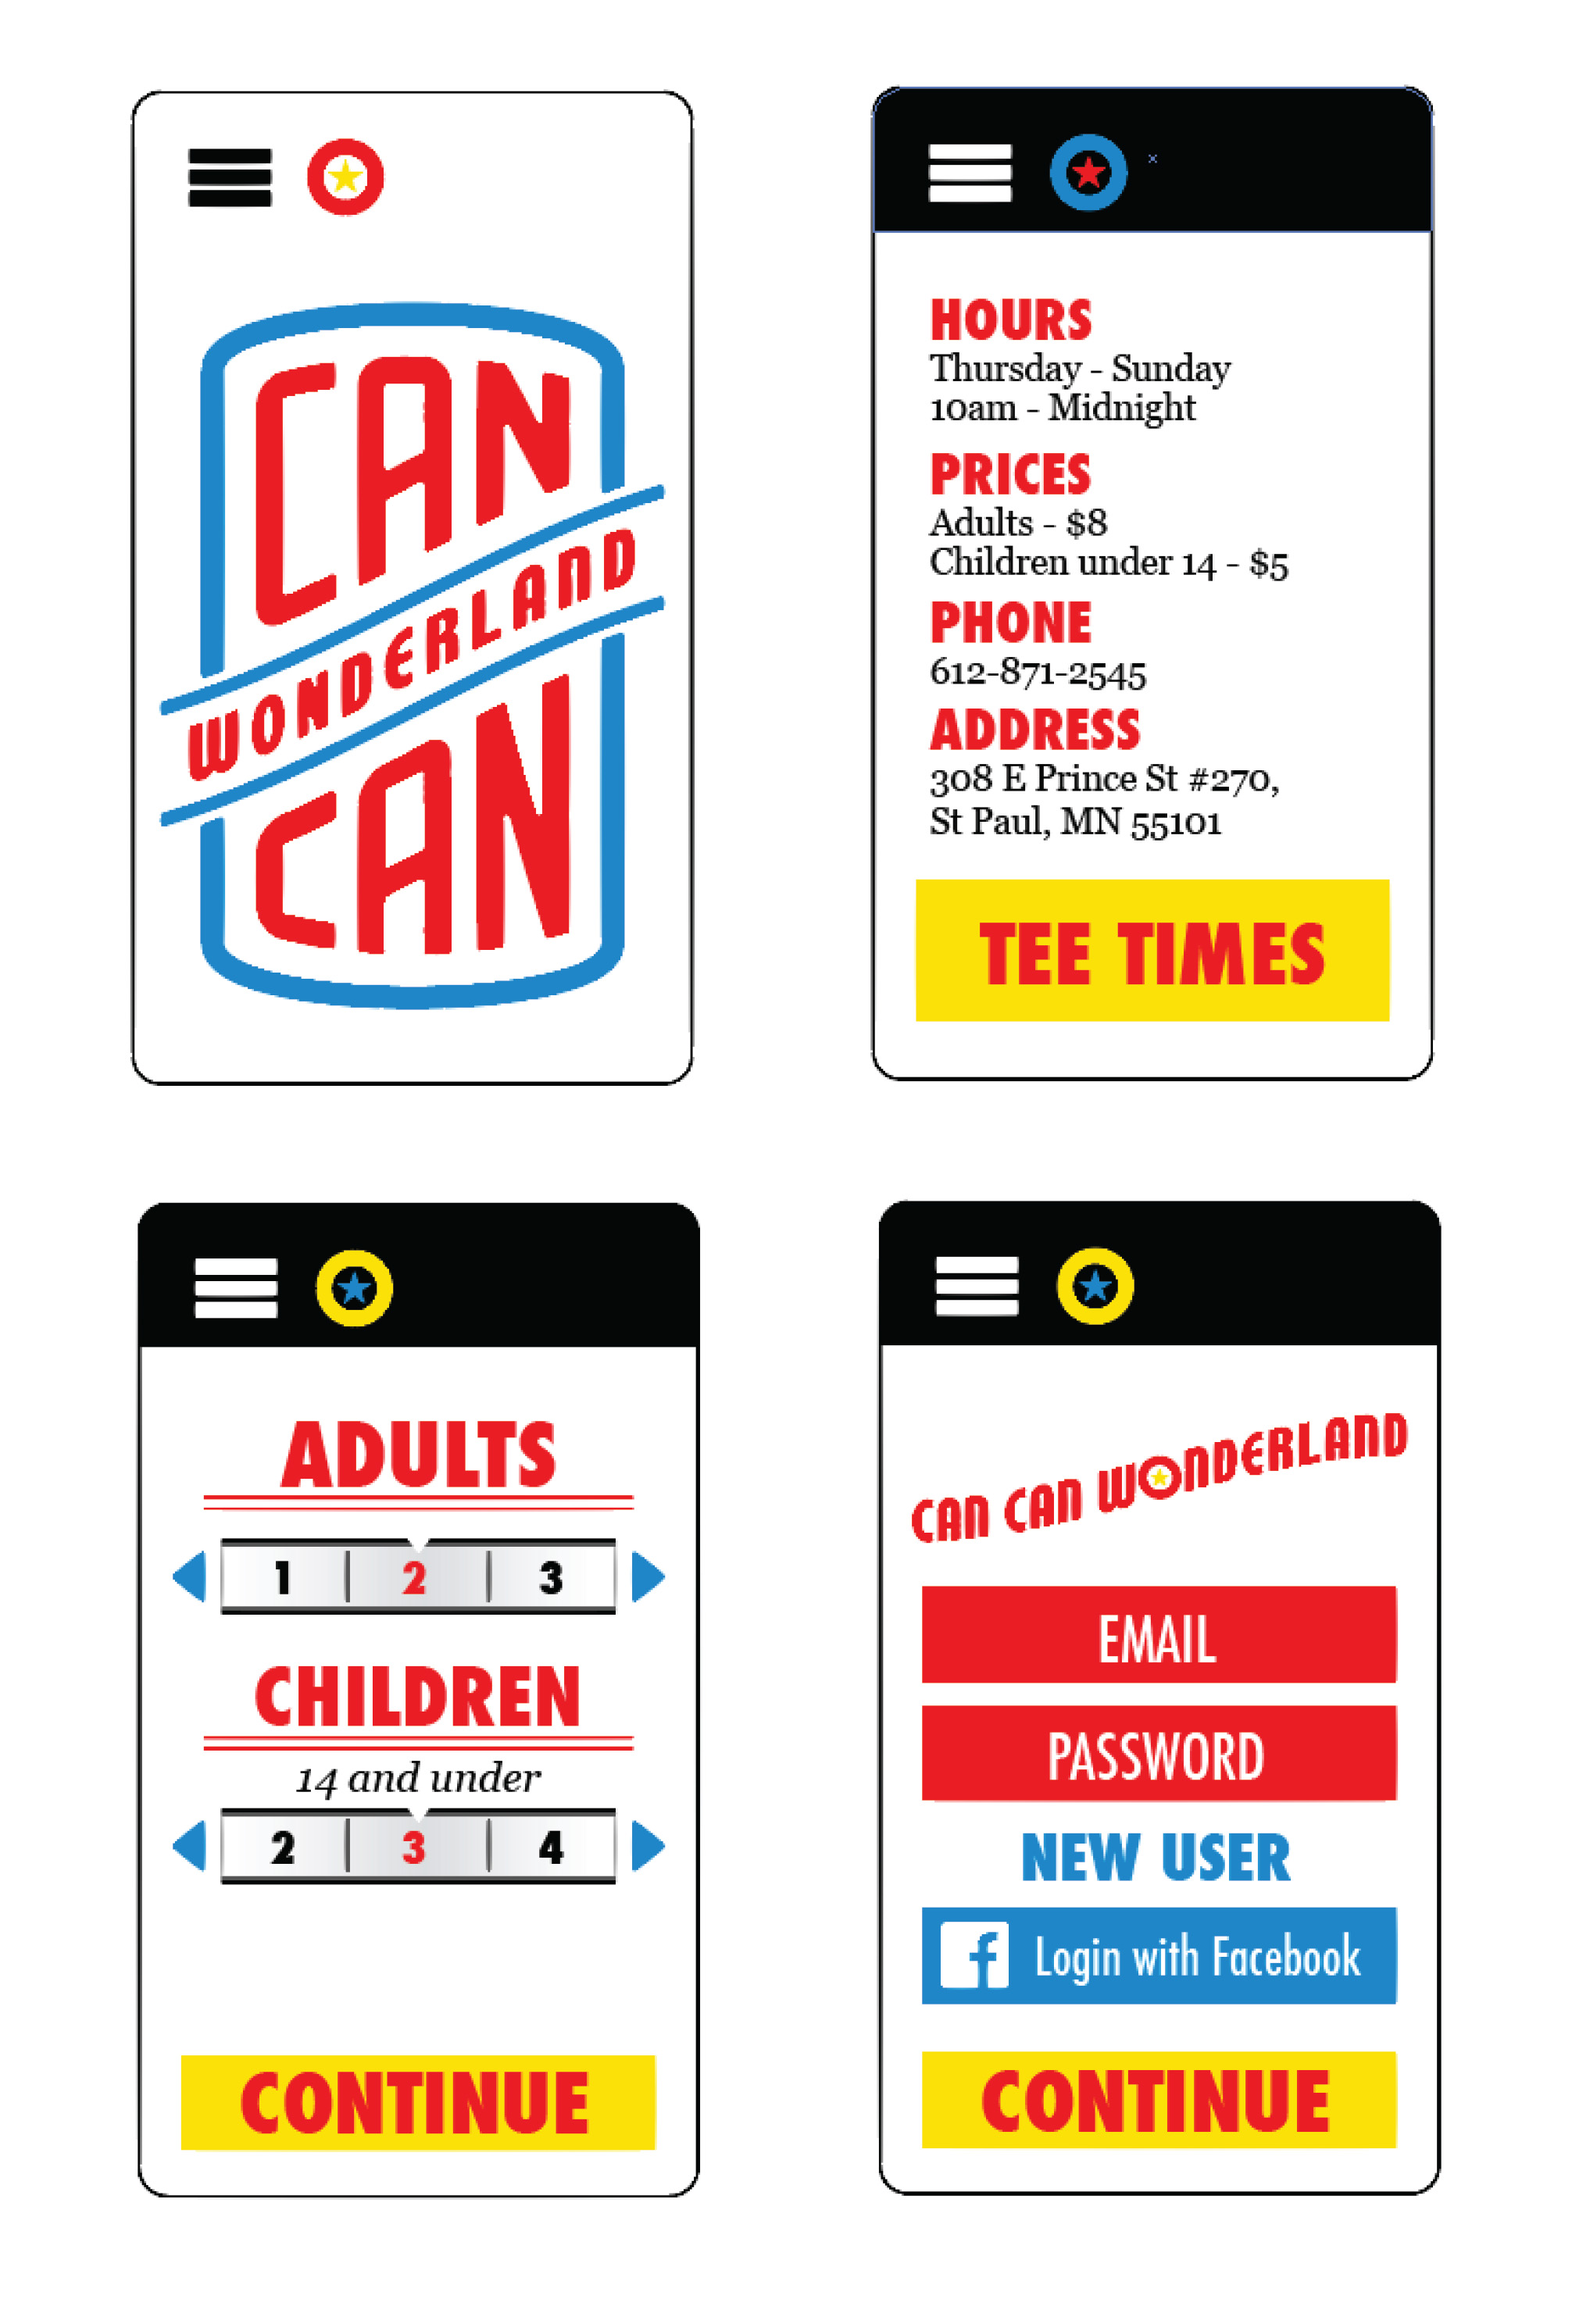 CAN
WONDERLAND
CAN
HOURS
Thursday - Sunday
10am - Midnight
PRICES
Adults - $8
Children under 14 - $5
PHONE
612-871-2545
ADDRESS
308 E Prince St #270,
St Paul, MN 55101
TEE TIMES
ADULTS
1 2 3
CHILDREN
14 and under
2 3 4
CONTINUE
CAN CAN WONDERLAND
EMAIL
PASSWORD
NEW USER
f Login with Facebook
CONTINUE